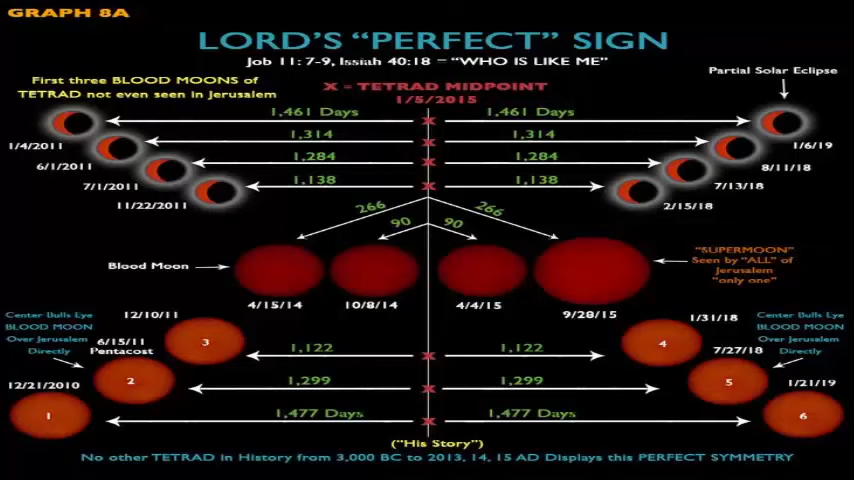 GRAPH 8A
LORD'S "PERFECT" SIGN
Job 11: 7-9, Issiah 40:18 = "WHO IS LIKE ME"
First three BLOOD MOONS of
TETRAD not even seen in Jerusalem
X = TETRAD MIDPOINT
1/5/2015
Partial Solar Eclipse
1,461 Days X 1,461 Days
1/4/2011 1/6/19
1,314 X 1,314
6/1/2011 8/11/18
1,284 X 1,284
7/1/2011 7/13/18
1,138 X 1,138
11/22/2011 2/15/18
266 266
90 90
Blood Moon
"SUPERMOON"
Seen by "ALL" of
Jerusalem
"only one"
4/15/14 10/8/14 4/4/15 9/28/15
Center Bulls Eye
BLOOD MOON
Over Jerusalem
Directly
12/10/11
3
6/15/11
Pentacost
2
12/21/2010
1
1,122 X 1,122
1,299 X 1,299
1,477 Days X 1,477 Days
1/31/18
4
7/27/18
5
1/21/19
6
Center Bulls Eye
BLOOD MOON
Over Jerusalem
Directly
("His Story")
No other TETRAD in History from 3,000 BC to 2013, 14, 15 AD Displays this PERFECT SYMMETRY